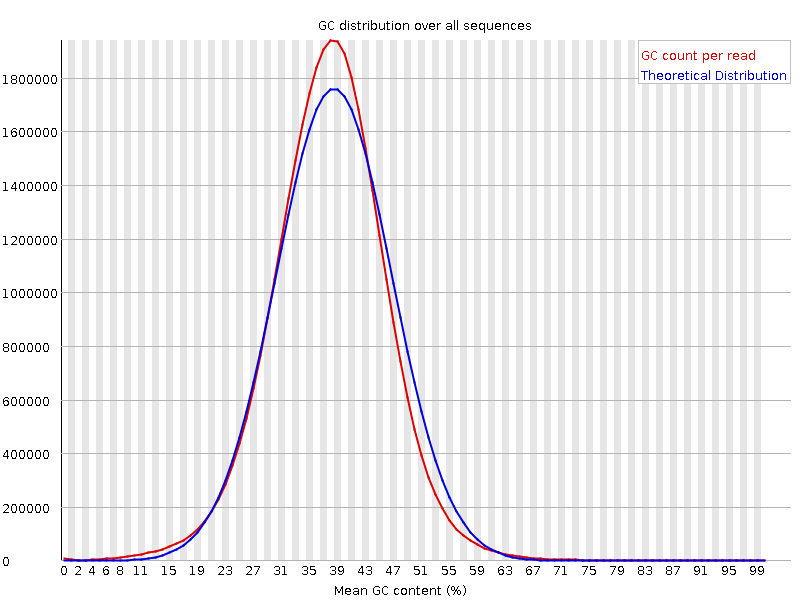 GC distribution over all sequences
GC count per read
Theoretical Distribution
1800000
1600000
1400000
1200000
1000000
800000
600000
400000
200000
0
0 2 4 6 8 11 15 19 23 27 31 35 39 43 47 51 55 59 63 67 71 75 79 83 87 91 95 99
Mean GC content (%)